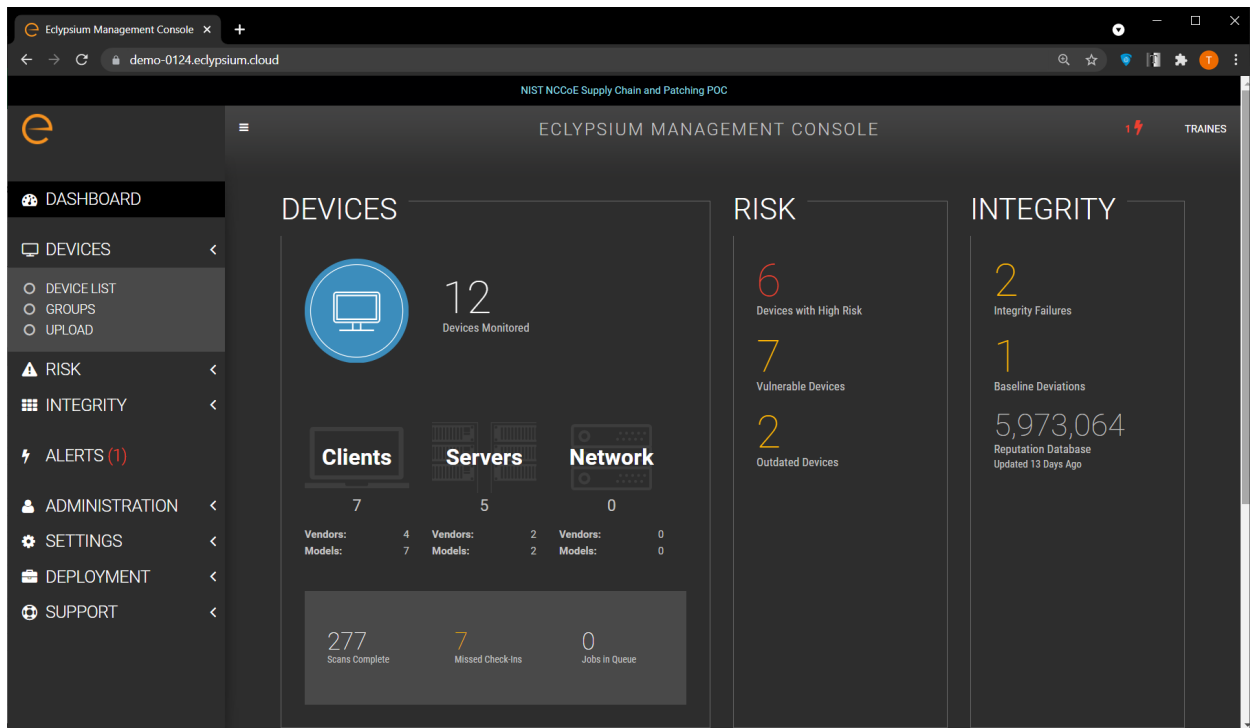 Eclypsium Management Console
demo-0124.eclypsium.cloud
T
NIST NCCoE Supply Chain and Patching POC
e
ECLYPSIUM MANAGEMENT CONSOLE
1
TRAINES
DASHBOARD
DEVICES
DEVICE LIST
GROUPS
UPLOAD
RISK
INTEGRITY
ALERTS (1)
ADMINISTRATION
SETTINGS
DEPLOYMENT
SUPPORT
DEVICES
12
Devices Monitored
Clients
7
Vendors: 4
Models: 7
Servers
5
Vendors: 2
Models: 2
Network
0
Vendors: 0
Models: 0
277
Scans Complete
7
Missed Check-Ins
0
Jobs in Queue
RISK
6
Devices with High Risk
7
Vulnerable Devices
2
Outdated Devices
INTEGRITY
2
Integrity Failures
1
Baseline Deviations
5,973,064
Reputation Database
Updated 13 Days Ago